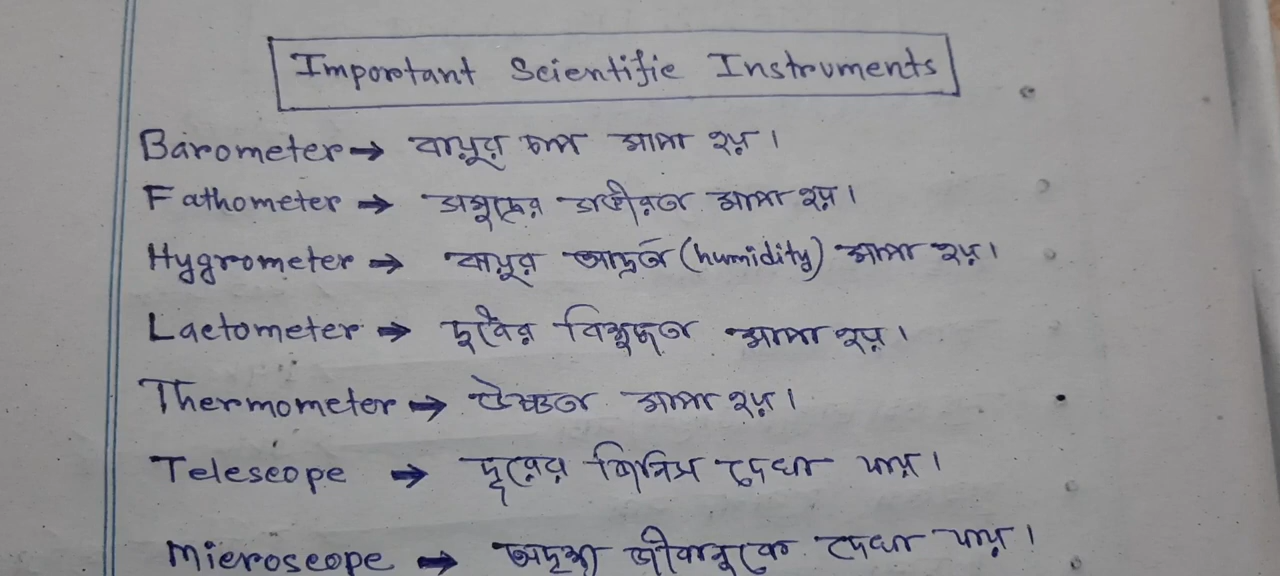 Important Scientific Instruments
Barometer → বায়ুর চাপ মাপা হয়।
Fathometer → সমুদ্রের গভীরতা মাপা হয়।
Hygrometer → বায়ুর আদ্রতা (humidity) মাপা হয়।
Lactometer → দুধের বিশুদ্ধতা মাপা হয়।
Thermometer → উষ্ণতা মাপা হয়।
Telescope → দূরের জিনিস দেখা যায়।
Microscope → অদৃশ্য জীবাণুকে দেখা যায়।